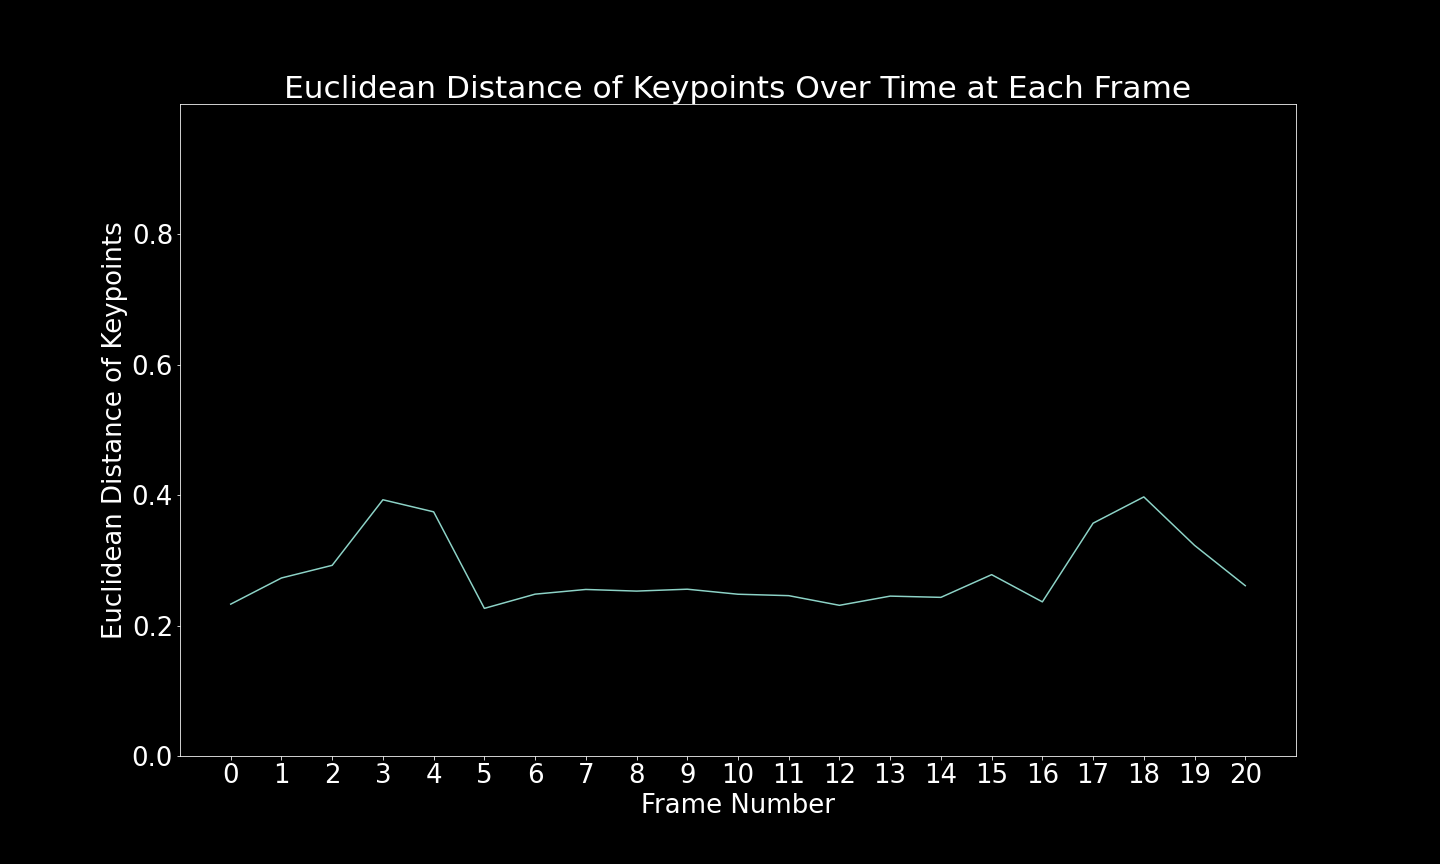 Euclidean Distance of Keypoints Over Time at Each Frame
Euclidean Distance of Keypoints
0.8
0.6
0.4
0.2
0.0
0 1 2 3 4 5 6 7 8 9 10 11 12 13 14 15 16 17 18 19 20
Frame Number